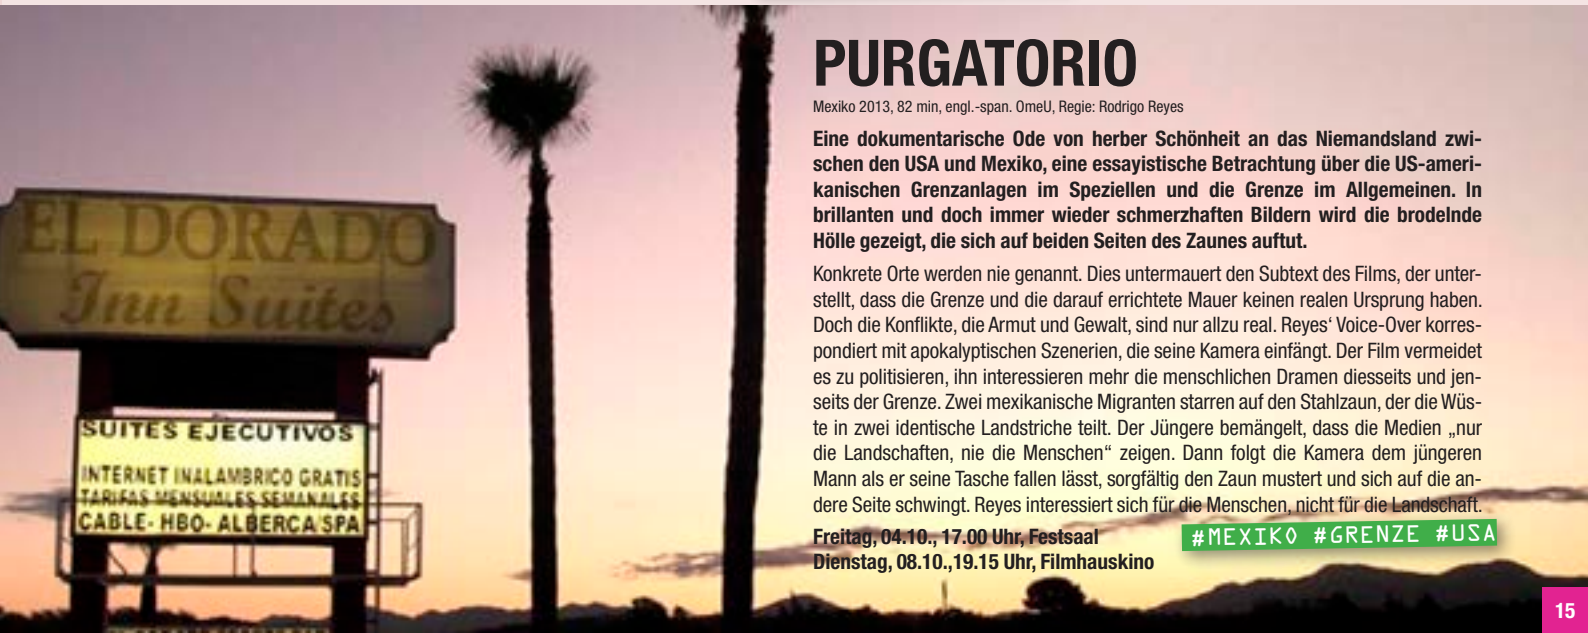 EL DORADO
Inn Suites
SUITES EJECUTIVOS
INTERNET INALAMBRICO GRATIS
TARIFAS MENSUALES SEMANALES
CABLE- HBO- ALBERCA/SPA
PURGATORIO
Mexiko 2013, 82 min, engl.-span. OmeU, Regie: Rodrigo Reyes
Eine dokumentarische Ode von herber Schönheit an das Niemandsland zwi-
schen den USA und Mexiko, eine essayistische Betrachtung über die US-ameri-
kanischen Grenzanlagen im Speziellen und die Grenze im Allgemeinen. In
brillanten und doch immer wieder schmerzhaften Bildern wird die brodelnde
Hölle gezeigt, die sich auf beiden Seiten des Zaunes auftut.
Konkrete Orte werden nie genannt. Dies untermauert den Subtext des Films, der unter-
stellt, dass die Grenze und die darauf errichtete Mauer keinen realen Ursprung haben.
Doch die Konflikte, die Armut und Gewalt, sind nur allzu real. Reyes‘ Voice-Over korres-
pondiert mit apokalyptischen Szenerien, die seine Kamera einfängt. Der Film vermeidet
es zu politisieren, ihn interessieren mehr die menschlichen Dramen diesseits und jen-
seits der Grenze. Zwei mexikanische Migranten starren auf den Stahlzaun, der die Wüs-
te in zwei identische Landstriche teilt. Der Jüngere bemängelt, dass die Medien „nur
die Landschaften, nie die Menschen“ zeigen. Dann folgt die Kamera dem jüngeren
Mann als er seine Tasche fallen lässt, sorgfältig den Zaun mustert und sich auf die an-
dere Seite schwingt. Reyes interessiert sich für die Menschen, nicht für die Landschaft.
Freitag, 04.10., 17.00 Uhr, Festsaal
Dienstag, 08.10.,19.15 Uhr, Filmhauskino
#MEXIKO #GRENZE #USA
15